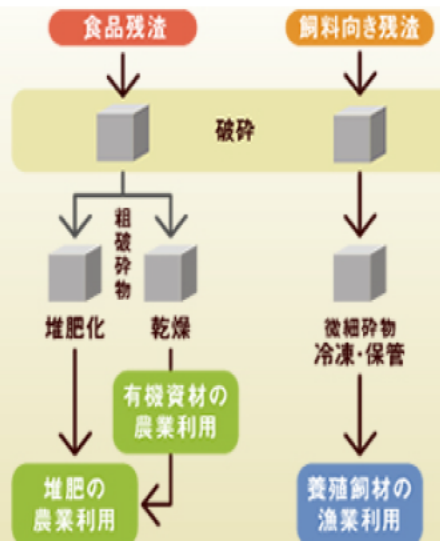 食品残渣
飼料向き残渣
破砕
粗破砕物
堆肥化
乾燥
微細砕物
冷凍・保管
有機資材の
農業利用
堆肥の
農業利用
養殖飼材の
漁業利用